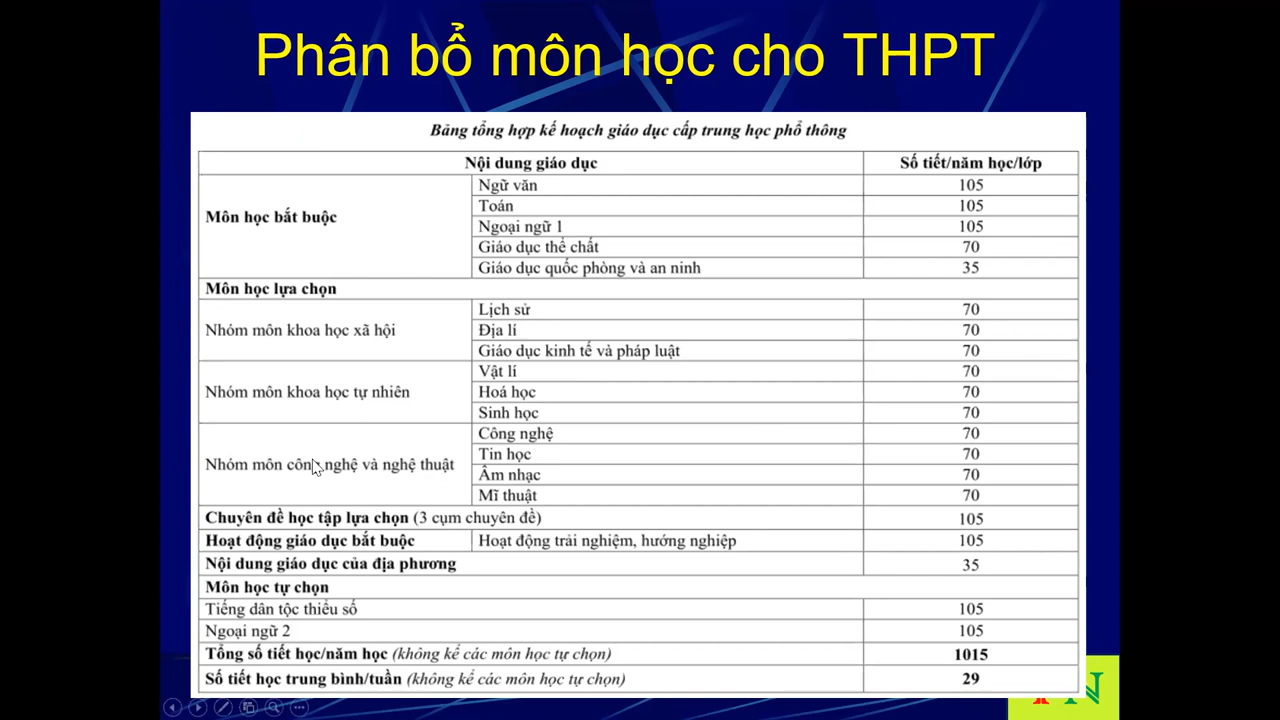 Phân bổ môn học cho THPT
Bảng tổng hợp kế hoạch giáo dục cấp trung học phổ thông
Nội dung giáo dục Số tiết/năm học/lớp
Môn học bắt buộc
Ngữ văn 105
Toán 105
Ngoại ngữ 1 105
Giáo dục thể chất 70
Giáo dục quốc phòng và an ninh 35
Môn học lựa chọn
Nhóm môn khoa học xã hội
Lịch sử 70
Địa lí 70
Giáo dục kinh tế và pháp luật 70
Nhóm môn khoa học tự nhiên
Vật lí 70
Hoá học 70
Sinh học 70
Nhóm môn công nghệ và nghệ thuật
Công nghệ 70
Tin học 70
Âm nhạc 70
Mĩ thuật 70
Chuyên đề học tập lựa chọn (3 cụm chuyên đề) 105
Hoạt động giáo dục bắt buộc Hoạt động trải nghiệm, hướng nghiệp 105
Nội dung giáo dục của địa phương 35
Môn học tự chọn
Tiếng dân tộc thiểu số 105
Ngoại ngữ 2 105
Tổng số tiết học/năm học (không kể các môn học tự chọn) 1015
Số tiết học trung bình/tuần (không kể các môn học tự chọn) 29